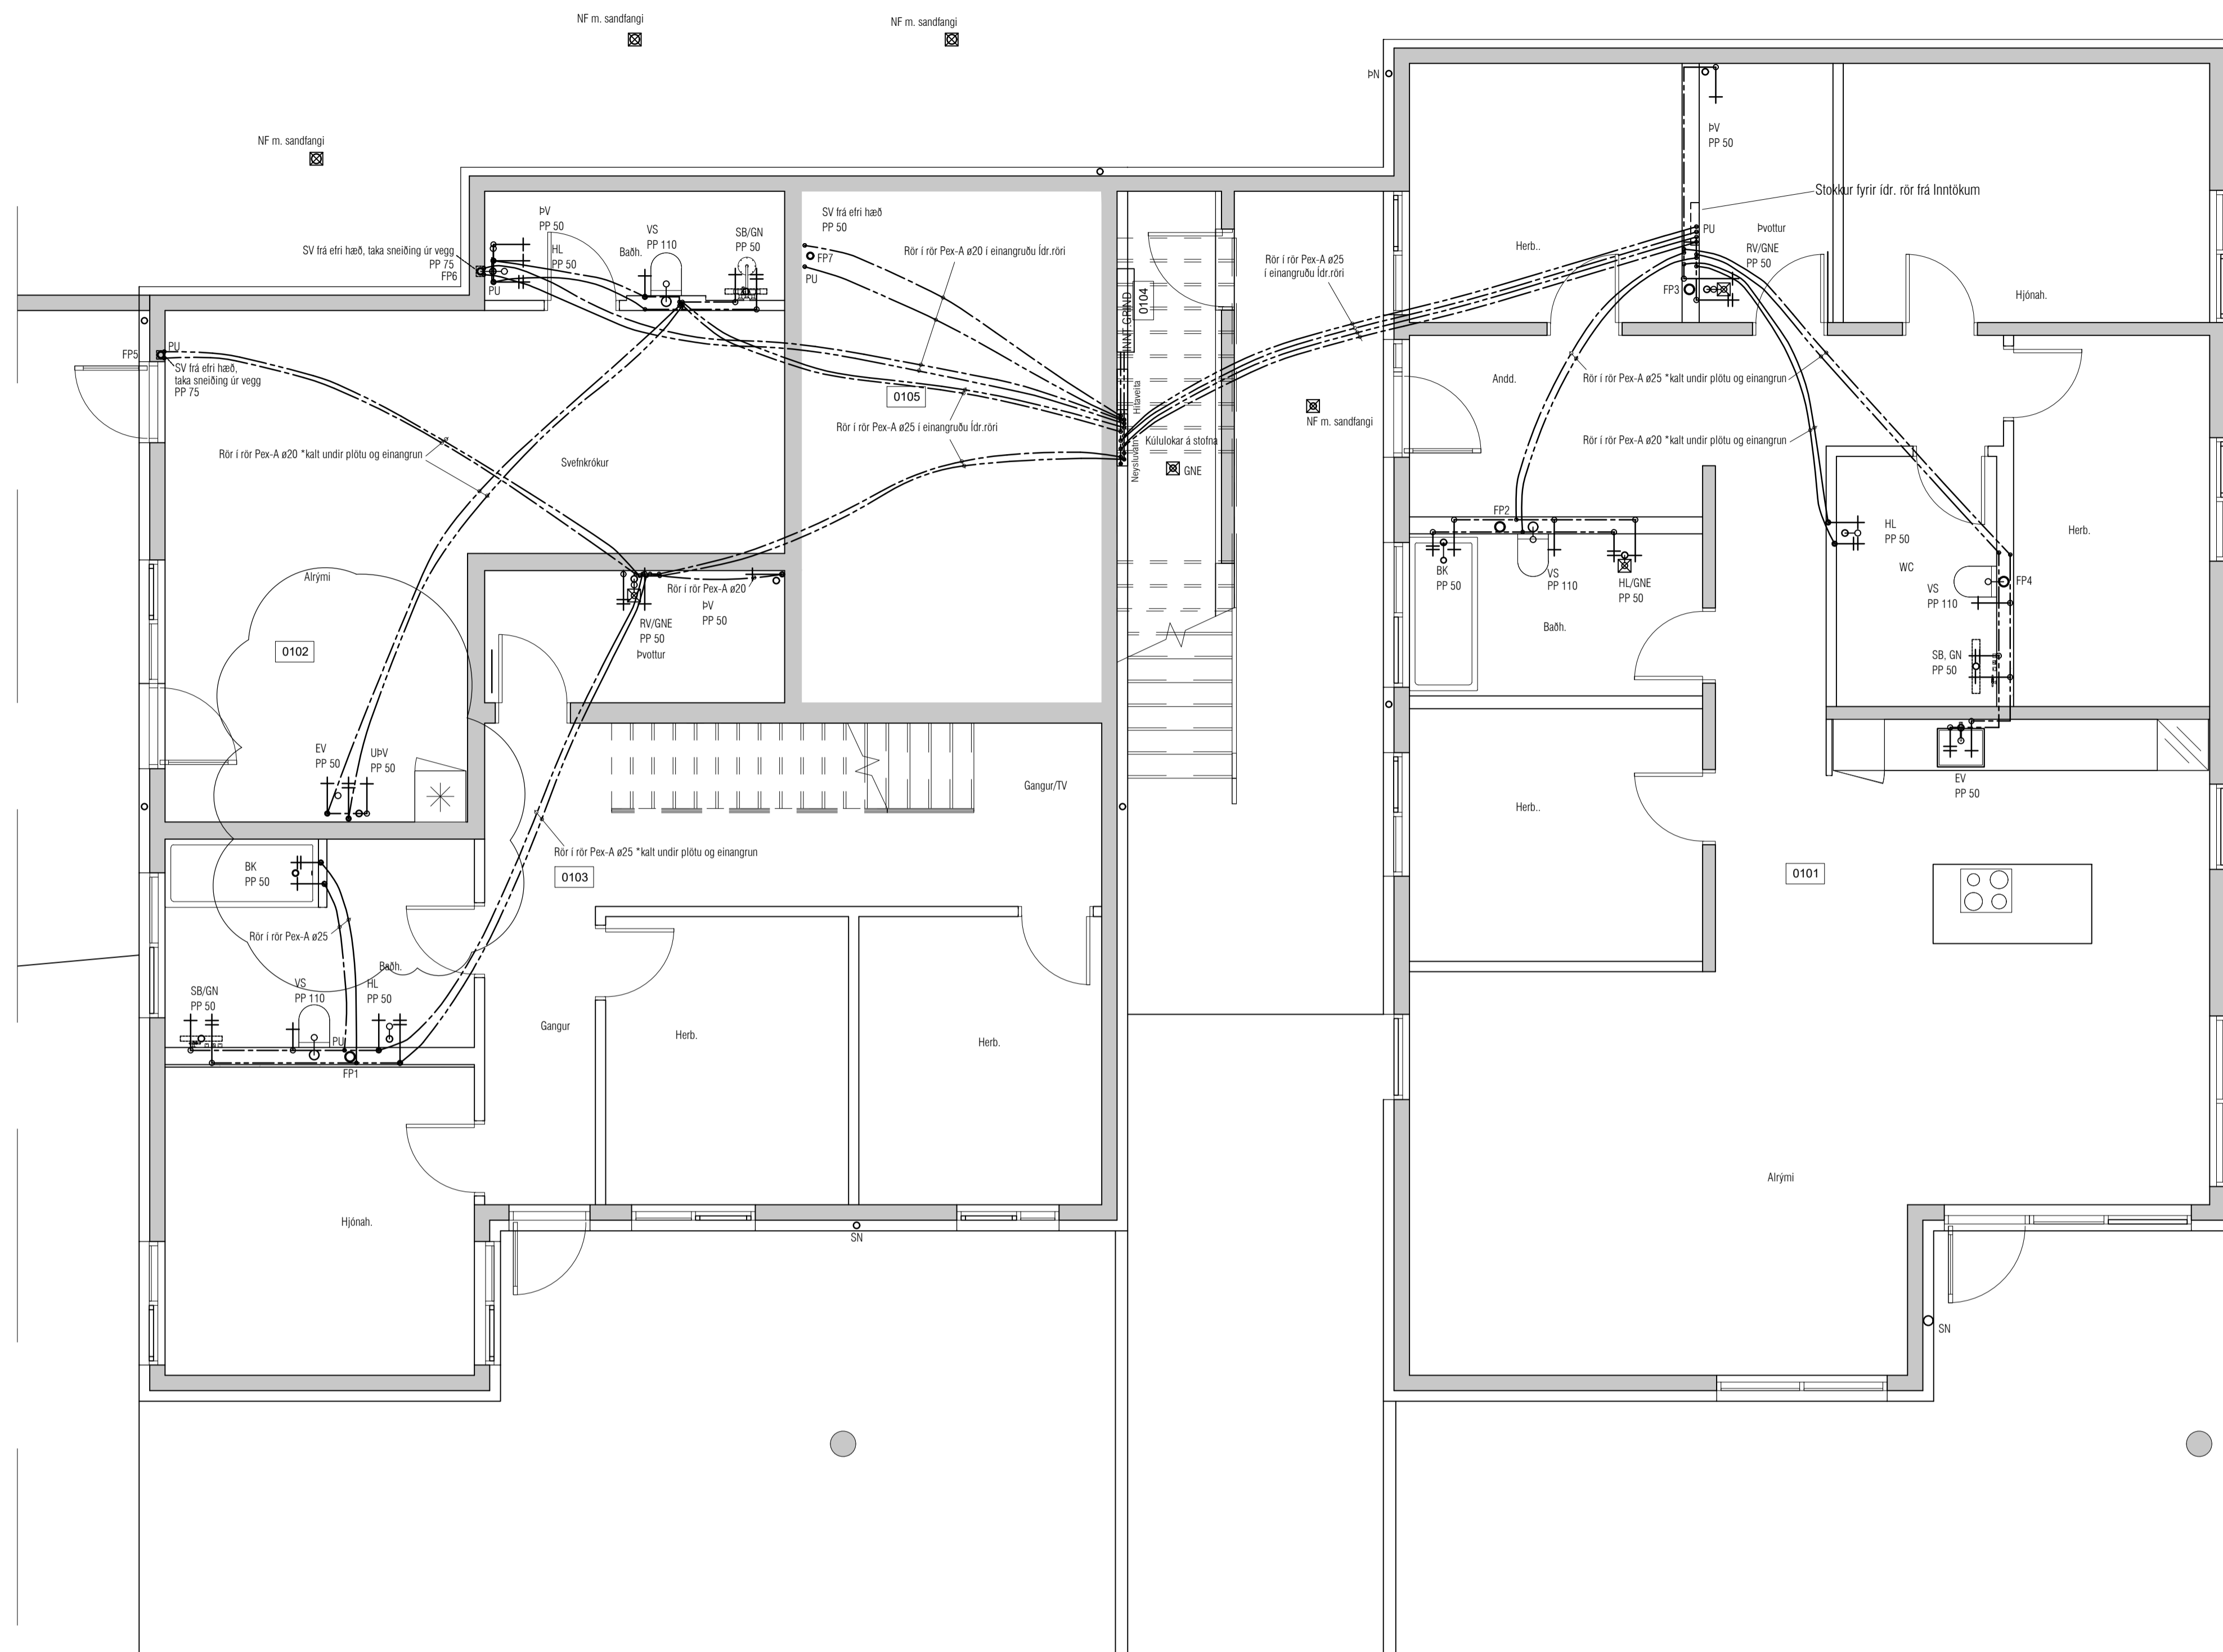 NF m. sandfangi
NF m. sandfangi
NF m. sandfangi
ÞN
ÞV
PP 50
Stokkur fyrir ídr. rör frá Inntökum
SV frá efri hæð, taka sneiðing úr vegg
PP 75
FP6
PU
ÞV
PP 50
HL
PP 50
Baðh.
VS
PP 110
SB/GN
PP 50
SV frá efri hæð
PP 50
FP7
PU
Rör í rör Pex-A ø20 í einangruðu Ídr.röri
Rör í rör Pex-A ø25
í einangruðu Ídr.röri
INNT.GRIND
0104
Herb..
PU
Þvottur
RV/GNE
PP 50
FP3
Hjónah.
FP5
PU
SV frá efri hæð,
taka sneiðing úr vegg
PP 75
0105
Rör í rör Pex-A ø25 í einangruðu Ídr.röri
Hitaveita
Neysluvatn
Kúlulokar á stofna
GNE
NF m. sandfangi
Andd.
Rör í rör Pex-A ø25 *kalt undir plötu og einangrun
Rör í rör Pex-A ø20 *kalt undir plötu og einangrun
Rör í rör Pex-A ø20 *kalt undir plötu og einangrun
Svefnkrókur
FP2
HL
PP 50
WC
Herb.
BK
PP 50
VS
PP 110
HL/GNE
PP 50
VS
PP 110
FP4
Baðh.
SB, GN
PP 50
Alrými
0102
Rör í rör Pex-A ø20
ÞV
PP 50
RV/GNE
PP 50
Þvottur
EV
PP 50
UÞV
PP 50
Gangur/TV
EV
PP 50
Herb..
BK
PP 50
Rör í rör Pex-A ø25 *kalt undir plötu og einangrun
0103
0101
Rör í rör Pex-A ø25
Baðh.
SB/GN
PP 50
VS
PP 110
HL
PP 50
PU
FP1
Gangur
Herb.
Herb.
Alrými
Hjónah.
SN
SN